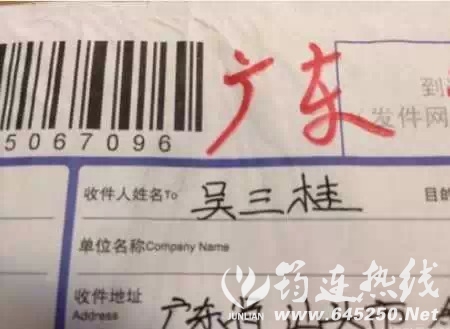 广东
到
发件网
5067096
收件人姓名To 吴三桂
目的
单位名称Company Name
收件地址
Address
广东省
筠连热线
JUNLIAN
www.645250.Net